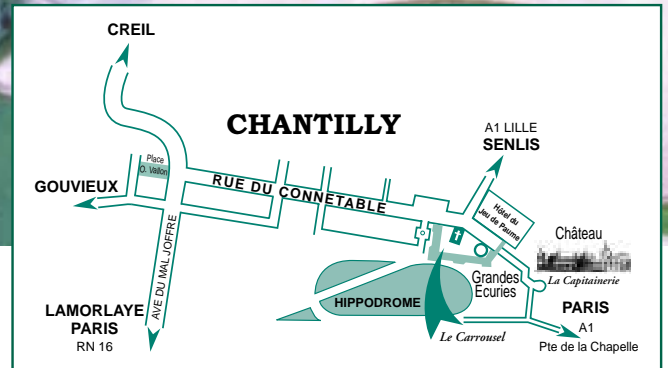 CREIL
CHANTILLY
A1 LILLE
SENLIS
Place
O. Vallon
GOUVIEUX
RUE DU CONNETABLE
Hôtel du
Jeu de Paume
Château
La Capitainerie
AVE DU MAL JOFFRE
HIPPODROME
Grandes
Ecuries
LAMORLAYE
PARIS
RN 16
Le Carrousel
PARIS
A1
Pte de la Chapelle